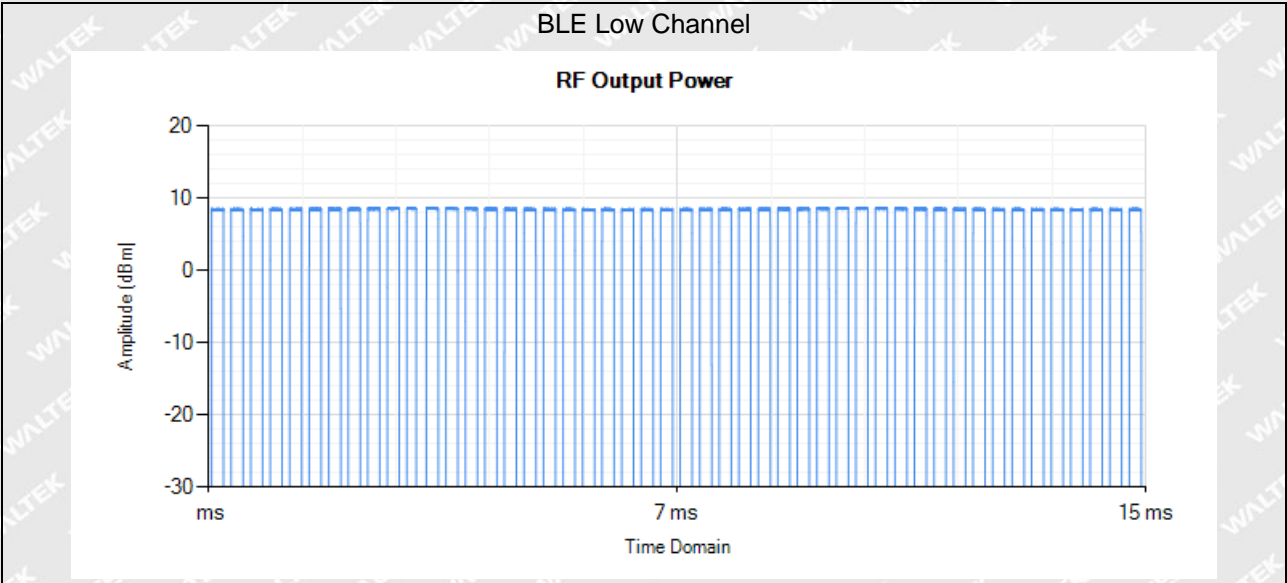 BLE Low Channel
RF Output Power
20
10
0
-10
-20
-30
Amplitude [dBm]
ms
7 ms
15 ms
Time Domain
WALTEK